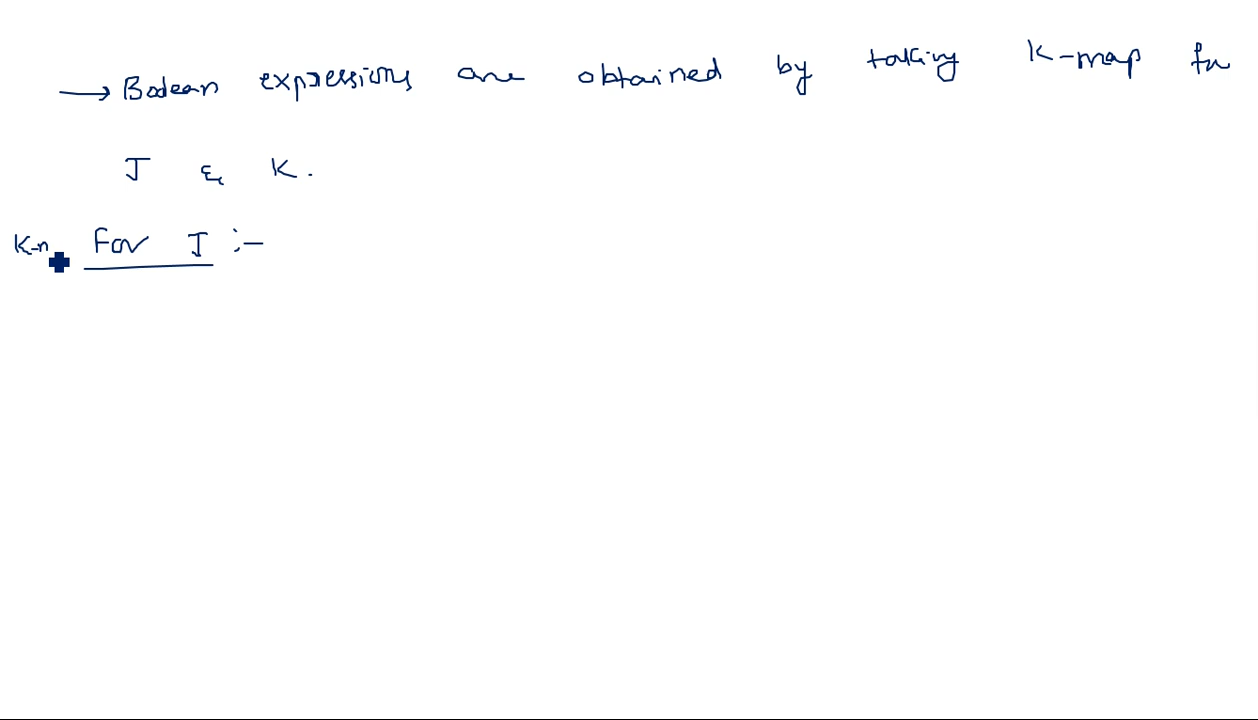 → Boolean expressions are obtained by taking K-map for
J & K.
K-m For J :-